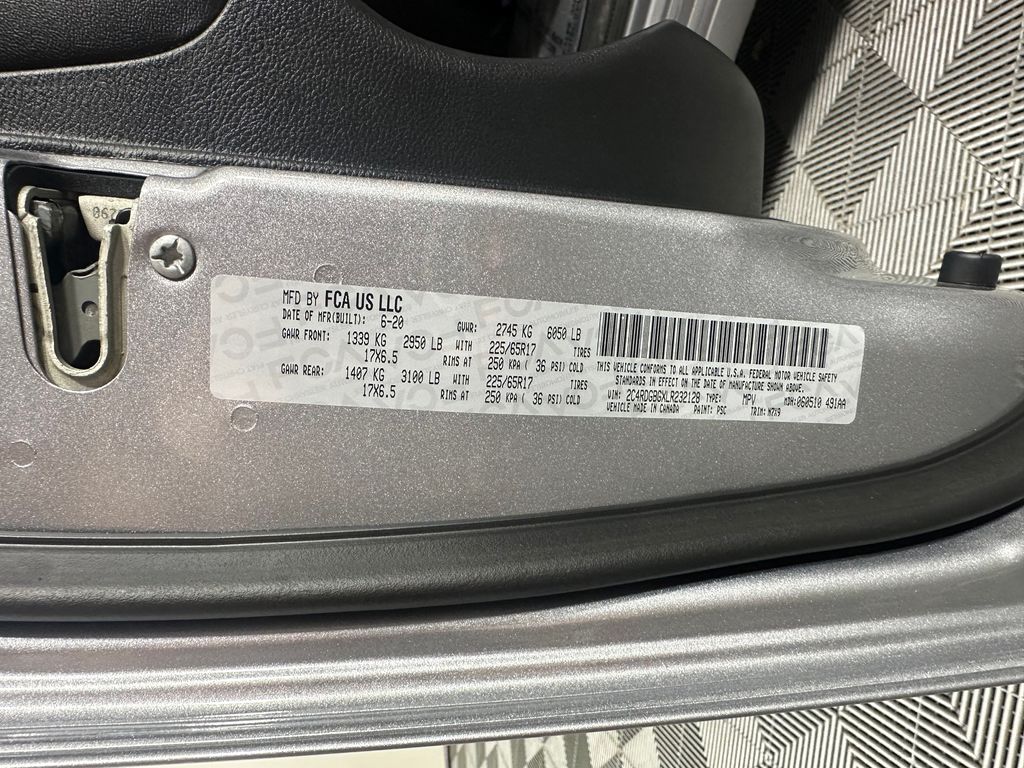 MFD BY FCA US LLC
DATE OF MFR(BUILT): 6-20 GVWR: 2745 KG 6050 LB
GAWR FRONT: 1339 KG 2950 LB WITH 225/65R17 TIRES
17X6.5 RIMS AT 250 KPA ( 36 PSI) COLD
GAWR REAR: 1407 KG 3100 LB WITH 225/65R17 TIRES
17X6.5 RIMS AT 250 KPA ( 36 PSI) COLD
THIS VEHICLE CONFORMS TO ALL APPLICABLE U.S.A. FEDERAL MOTOR VEHICLE SAFETY
STANDARDS IN EFFECT ON THE DATE OF MANUFACTURE SHOWN ABOVE.
VIN: 2C4RDGBGXLR232128 TYPE: MPV MDH:060510 491AA
VEHICLE MADE IN CANADA PAINT: PSC TRIM: M7X9